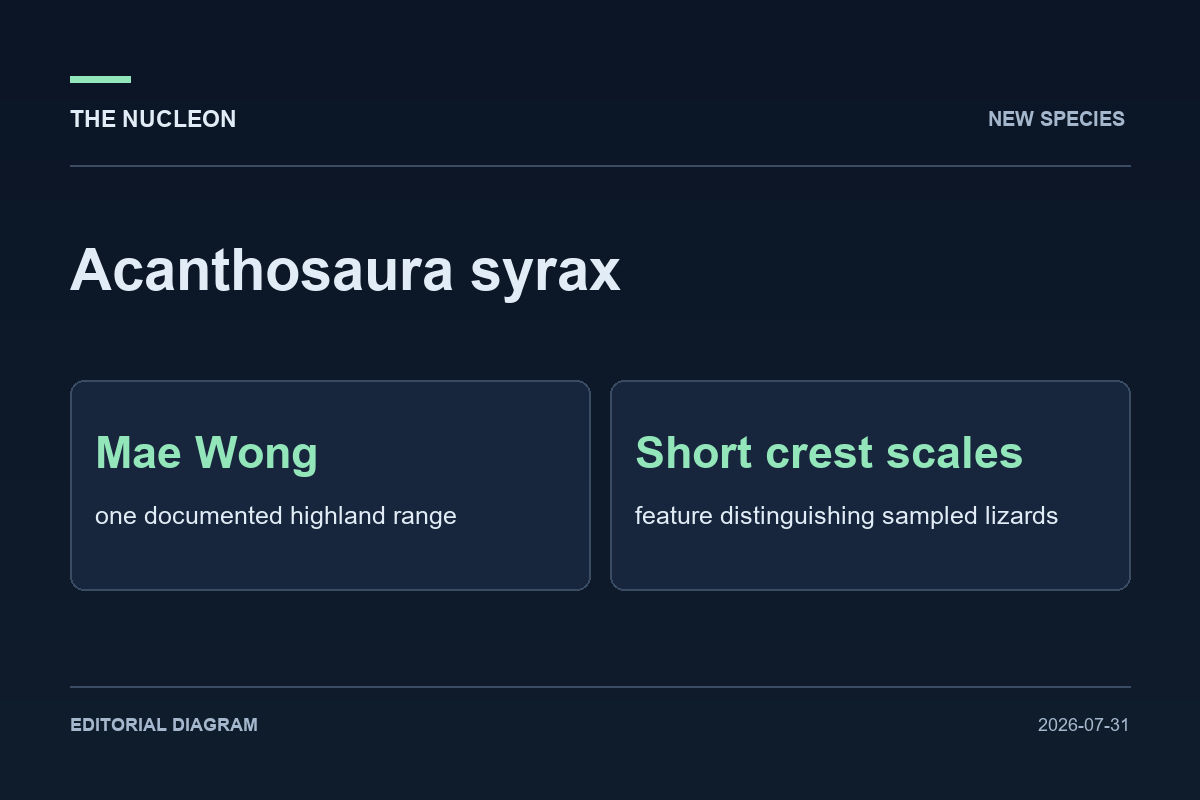 THE NUCLEON
NEW SPECIES
Acanthosaura syrax
Mae Wong
one documented highland range
Short crest scales
feature distinguishing sampled lizards
EDITORIAL DIAGRAM
2026-07-31